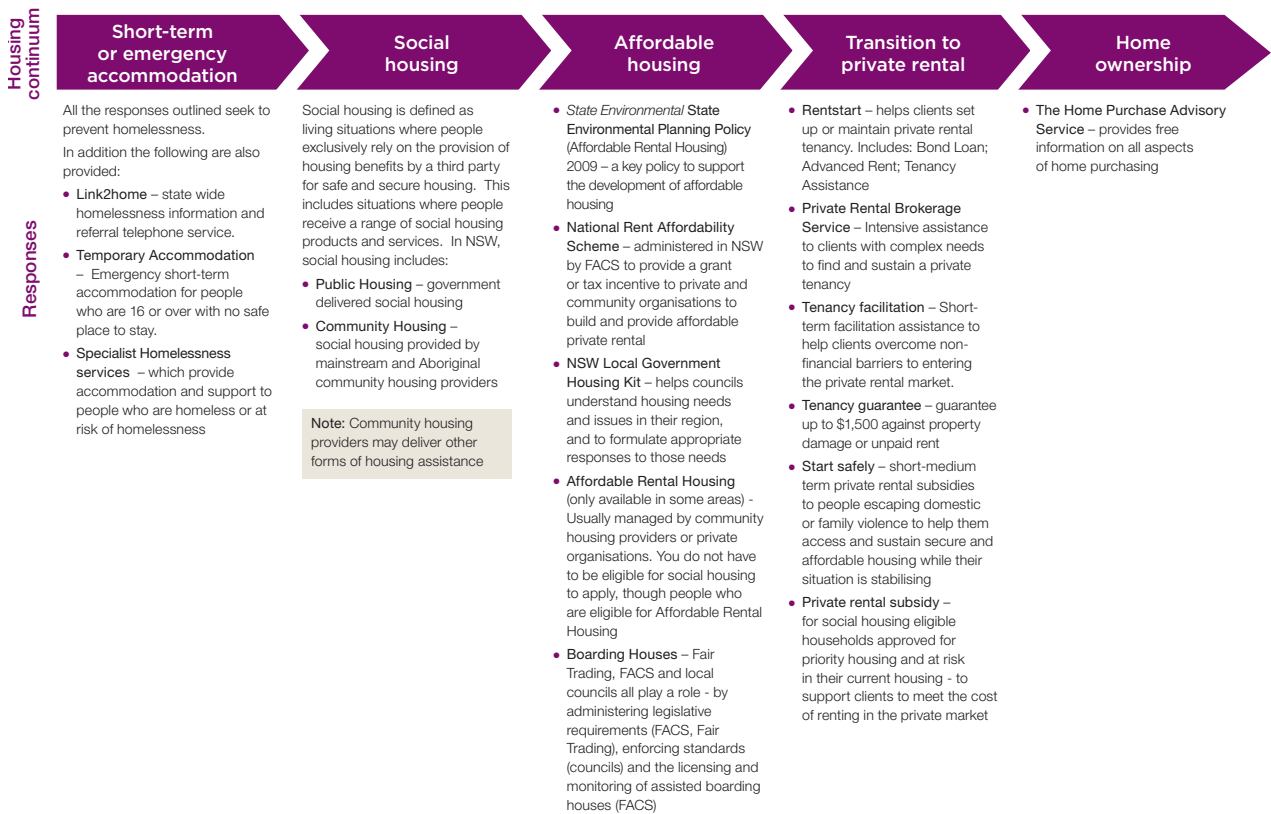 Housing
continuum
Short-term
or emergency
accommodation
Social
housing
Affordable
housing
Transition to
private rental
Home
ownership
Responses
All the responses outlined seek to
prevent homelessness.
In addition the following are also
provided:
• Link2home – state wide
homelessness information and
referral telephone service.
• Temporary Accommodation
– Emergency short-term
accommodation for people
who are 16 or over with no safe
place to stay.
• Specialist Homelessness
services – which provide
accommodation and support to
people who are homeless or at
risk of homelessness
Social housing is defined as
living situations where people
exclusively rely on the provision of
housing benefits by a third party
for safe and secure housing. This
includes situations where people
receive a range of social housing
products and services. In NSW,
social housing includes:
• Public Housing – government
delivered social housing
• Community Housing –
social housing provided by
mainstream and Aboriginal
community housing providers
Note: Community housing
providers may deliver other
forms of housing assistance
• State Environmental State
Environmental Planning Policy
(Affordable Rental Housing)
2009 – a key policy to support
the development of affordable
housing
• National Rent Affordability
Scheme – administered in NSW
by FACS to provide a grant
or tax incentive to private and
community organisations to
build and provide affordable
private rental
• NSW Local Government
Housing Kit – helps councils
understand housing needs
and issues in their region,
and to formulate appropriate
responses to those needs
• Affordable Rental Housing
(only available in some areas) -
Usually managed by community
housing providers or private
organisations. You do not have
to be eligible for social housing
to apply, though people who
are eligible for Affordable Rental
Housing
• Boarding Houses – Fair
Trading, FACS and local
councils all play a role - by
administering legislative
requirements (FACS, Fair
Trading), enforcing standards
(councils) and the licensing and
monitoring of assisted boarding
houses (FACS)
• Rentstart – helps clients set
up or maintain private rental
tenancy. Includes: Bond Loan;
Advanced Rent; Tenancy
Assistance
• Private Rental Brokerage
Service – Intensive assistance
to clients with complex needs
to find and sustain a private
tenancy
• Tenancy facilitation – Short-
term facilitation assistance to
help clients overcome non-
financial barriers to entering
the private rental market.
• Tenancy guarantee – guarantee
up to $1,500 against property
damage or unpaid rent
• Start safely – short-medium
term private rental subsidies
to people escaping domestic
or family violence to help them
access and sustain secure and
affordable housing while their
situation is stabilising
• Private rental subsidy –
for social housing eligible
households approved for
priority housing and at risk
in their current housing - to
support clients to meet the cost
of renting in the private market
• The Home Purchase Advisory
Service – provides free
information on all aspects
of home purchasing